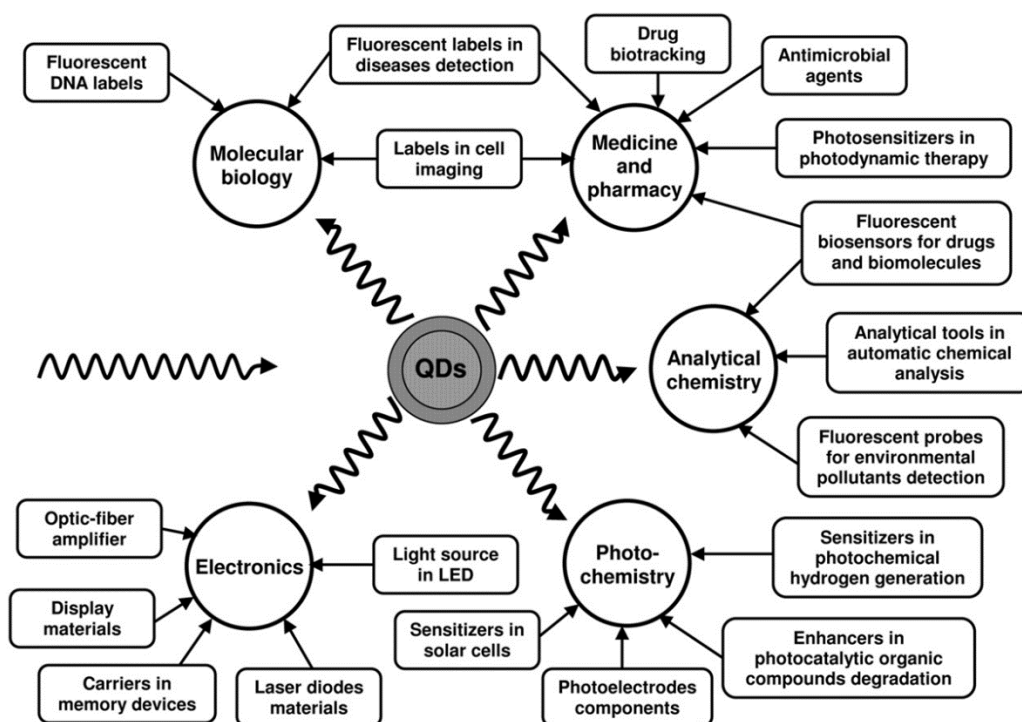 Fluorescent
DNA labels
Fluorescent labels in
diseases detection
Drug
biotracking
Antimicrobial
agents
Molecular
biology
Labels in cell
imaging
Medicine
and
pharmacy
Photosensitizers in
photodynamic therapy
Fluorescent
biosensors for drugs
and biomolecules
QDs
Analytical
chemistry
Analytical tools in
automatic chemical
analysis
Fluorescent probes
for environmental
pollutants detection
Optic-fiber
amplifier
Electronics
Light source
in LED
Photo-
chemistry
Sensitizers in
photochemical
hydrogen generation
Display
materials
Sensitizers in
solar cells
Enhancers in
photocatalytic organic
compounds degradation
Carriers in
memory devices
Laser diodes
materials
Photoelectrodes
components